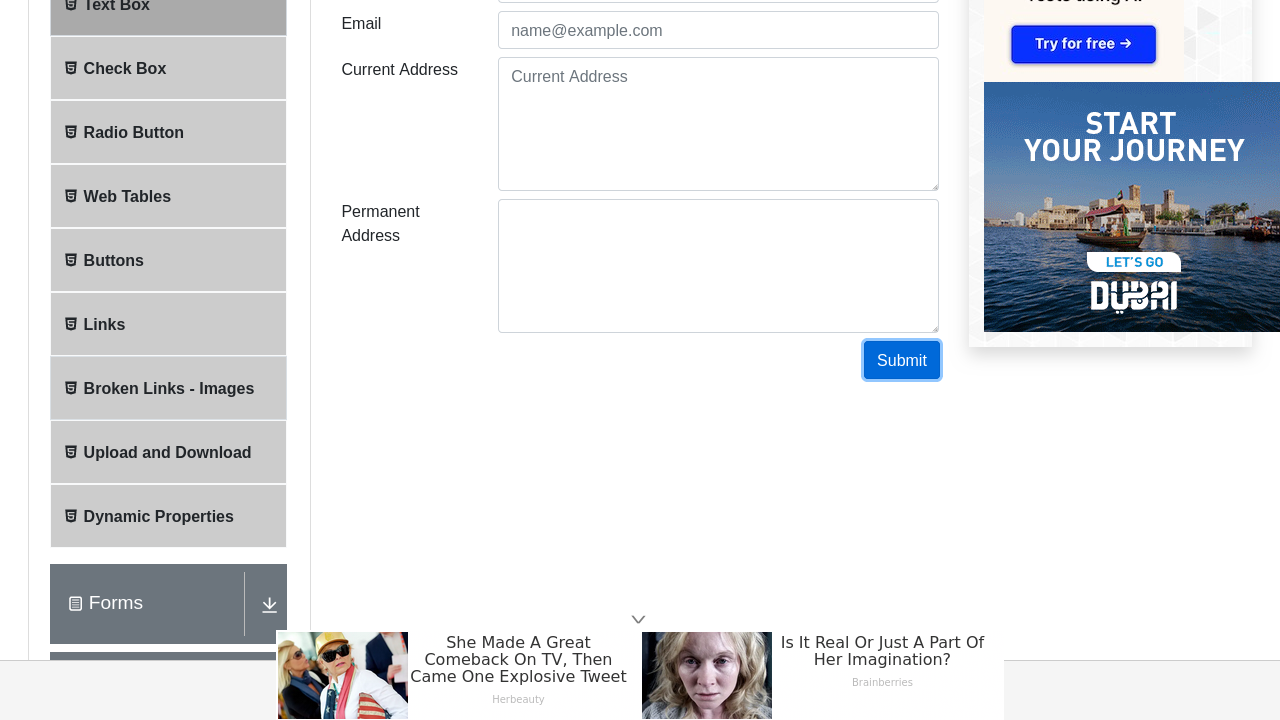 Text Box
Check Box
Radio Button
Web Tables
Buttons
Links
Broken Links - Images
Upload and Download
Dynamic Properties
Forms
Email
name@example.com
Current Address
Current Address
Permanent
Address
Submit
Try for free →
START
YOUR JOURNEY
LET'S GO
DUBAI
She Made A Great
Comeback On TV, Then
Came One Explosive Tweet
Herbeauty
Is It Real Or Just A Part Of
Her Imagination?
Brainberries